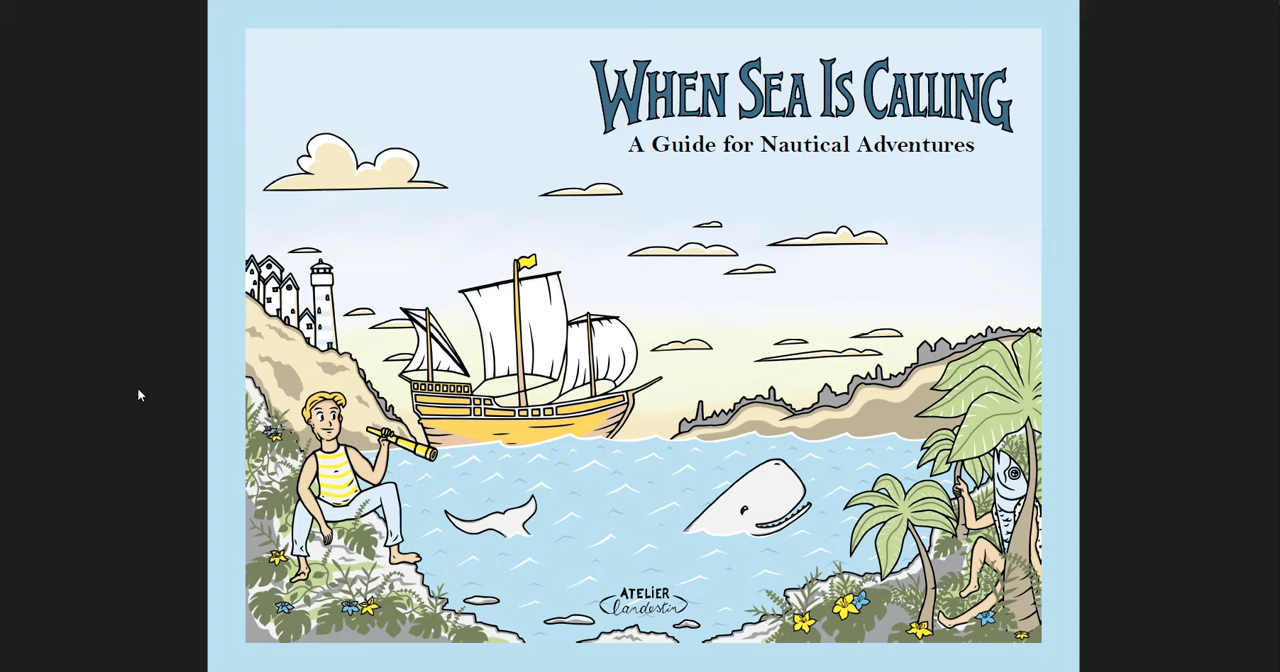 WHEN SEA IS CALLING
A Guide for Nautical Adventures
ATELIER
Clandestin